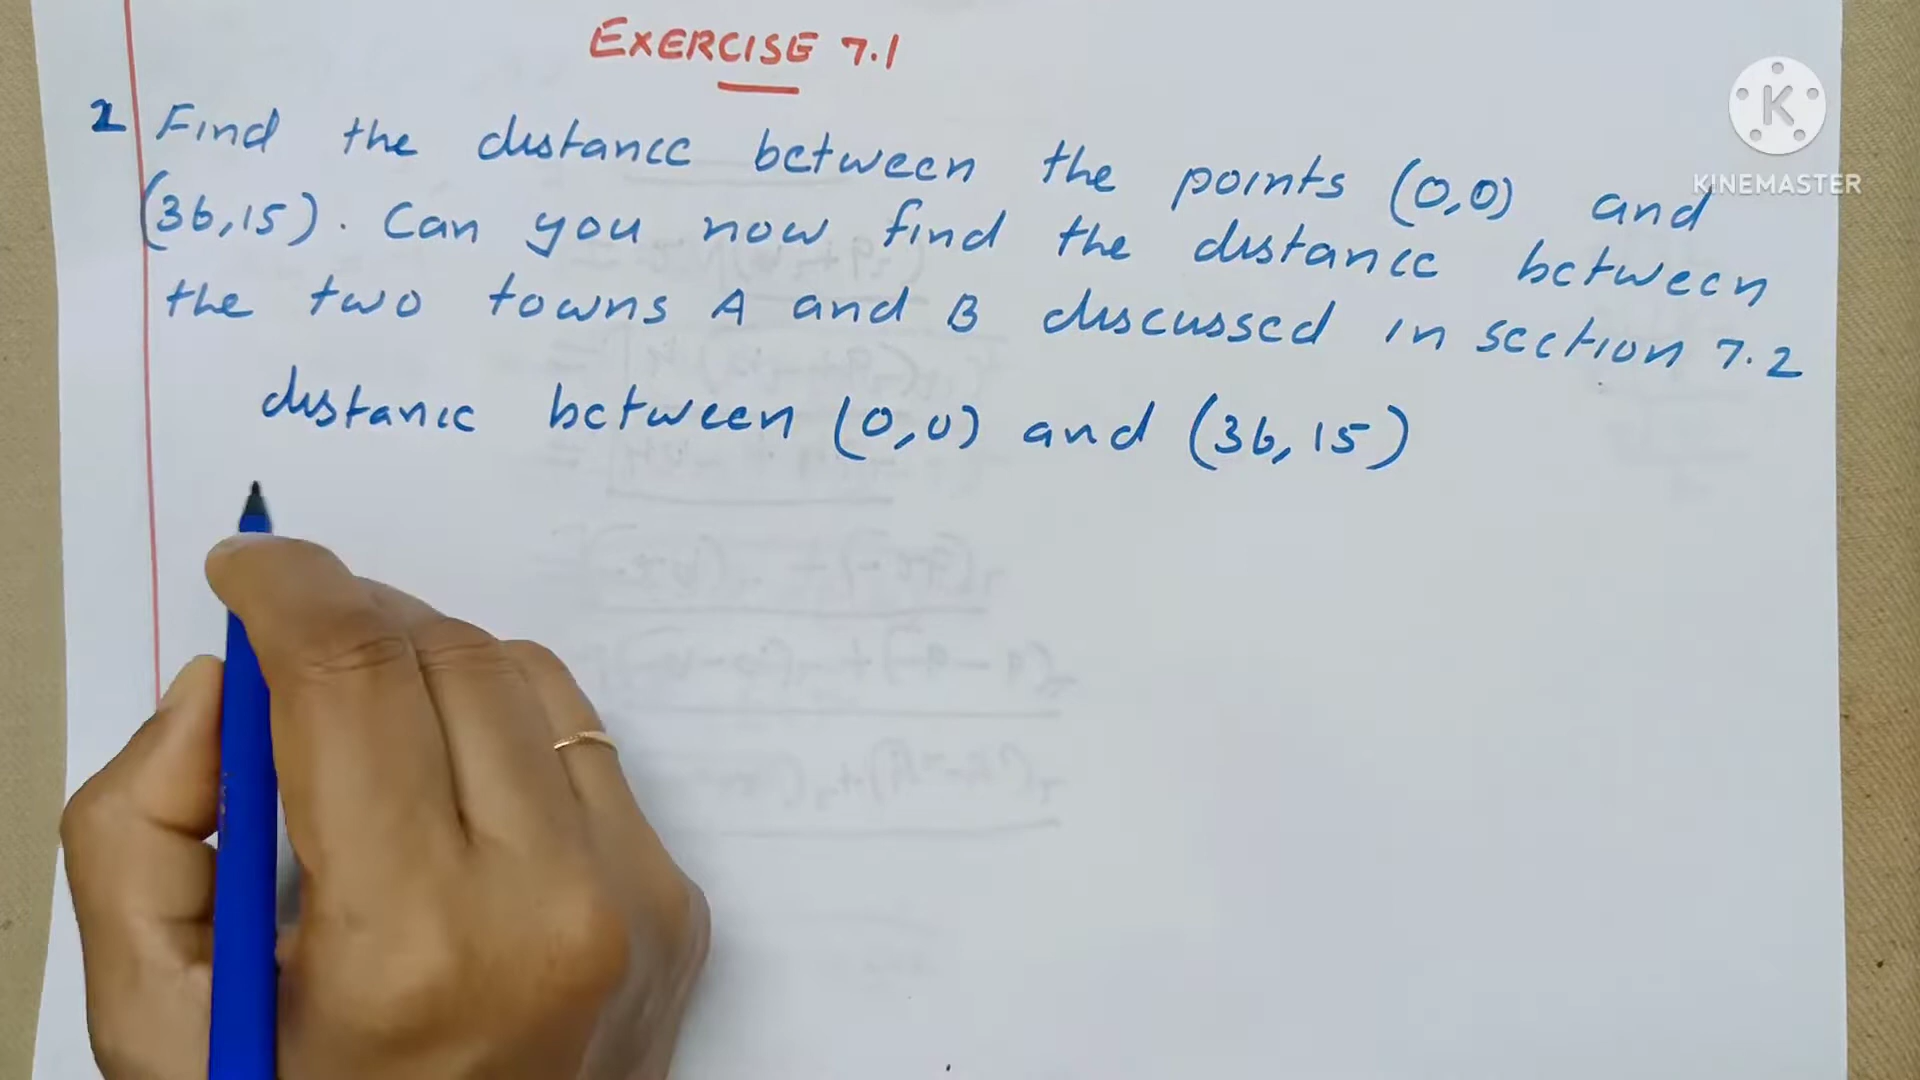 EXERCISE 7.1
2 Find the distance between the points (0,0) and
(36,15). Can you now find the distance between
the two towns A and B discussed in section 7.2
distance between (0,0) and (36,15)
K
KINEMASTER